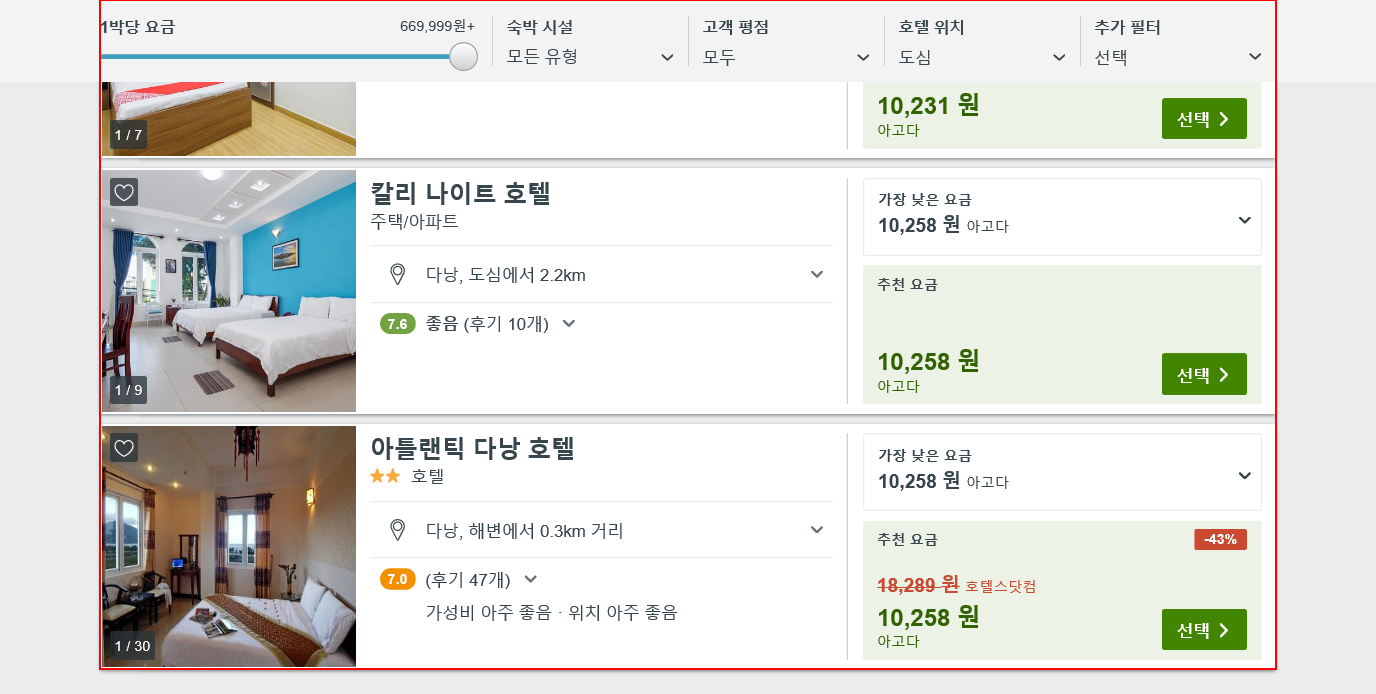 1박당 요금
669,999원+
숙박 시설
모든 유형
고객 평점
모두
호텔 위치
도심
추가 필터
선택
1 / 7
10,231 원
아고다
선택
칼리 나이트 호텔
주택/아파트
다낭, 도심에서 2.2km
7.6 좋음 (후기 10개)
1 / 9
가장 낮은 요금
10,258 원 아고다
추천 요금
10,258 원
아고다
선택
아틀랜틱 다낭 호텔
호텔
다낭, 해변에서 0.3km 거리
7.0 (후기 47개)
가성비 아주 좋음 · 위치 아주 좋음
1 / 30
가장 낮은 요금
10,258 원 아고다
추천 요금
-43%
18,289 원 호텔스닷컴
10,258 원
아고다
선택